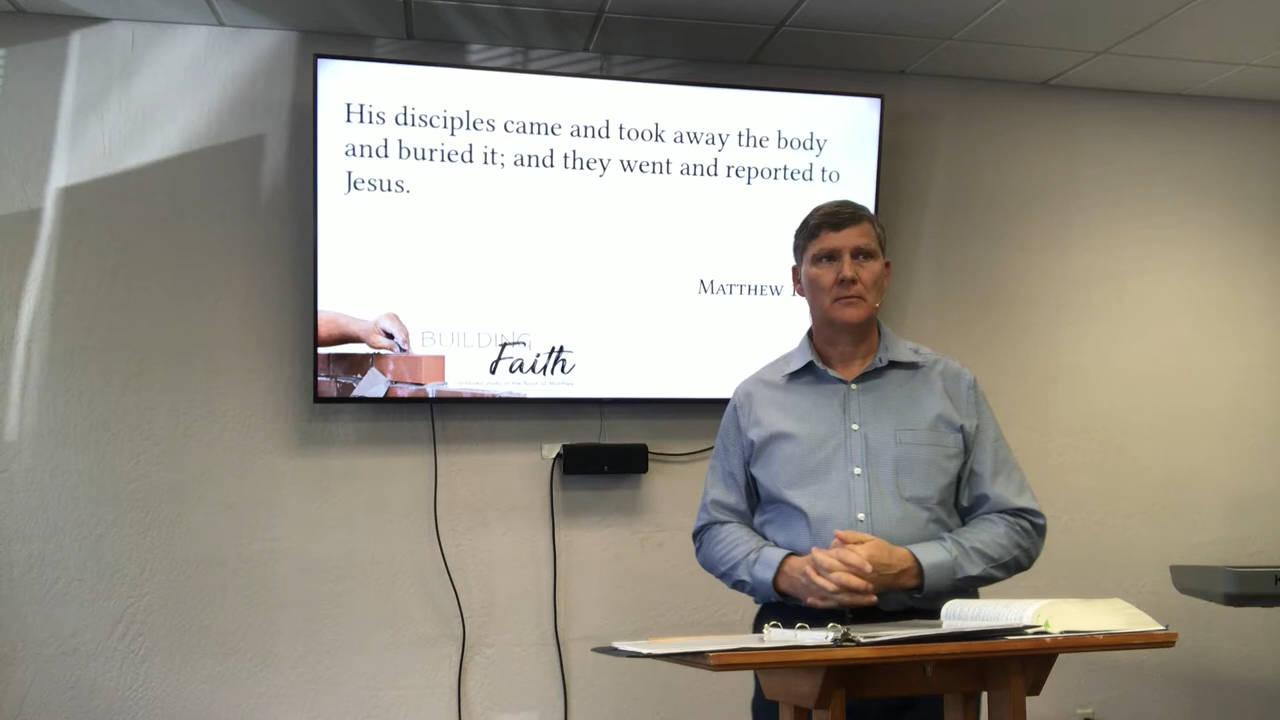 His disciples came and took away the body
and buried it; and they went and reported to
Jesus.
MATTHEW 1
BUILDING
Faith